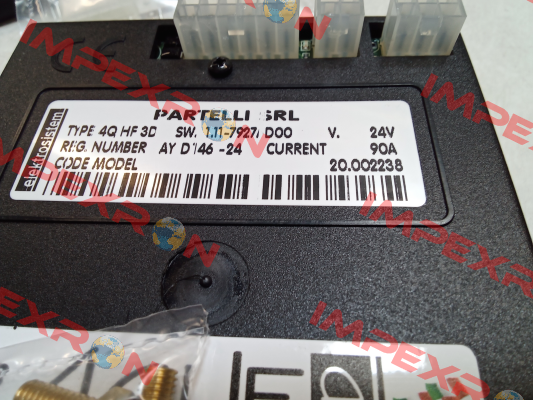 PARTELLI SRL
elektrosistem
TYPE 4Q HF 3D SW. 1.11-7927/ D00 V. 24V
REG. NUMBER AY D146 -24 CURRENT 90A
CODE MODEL 20.002238
CE
IMPEXRON
IMPEXRON
IMPEXRON
IMPEXRON